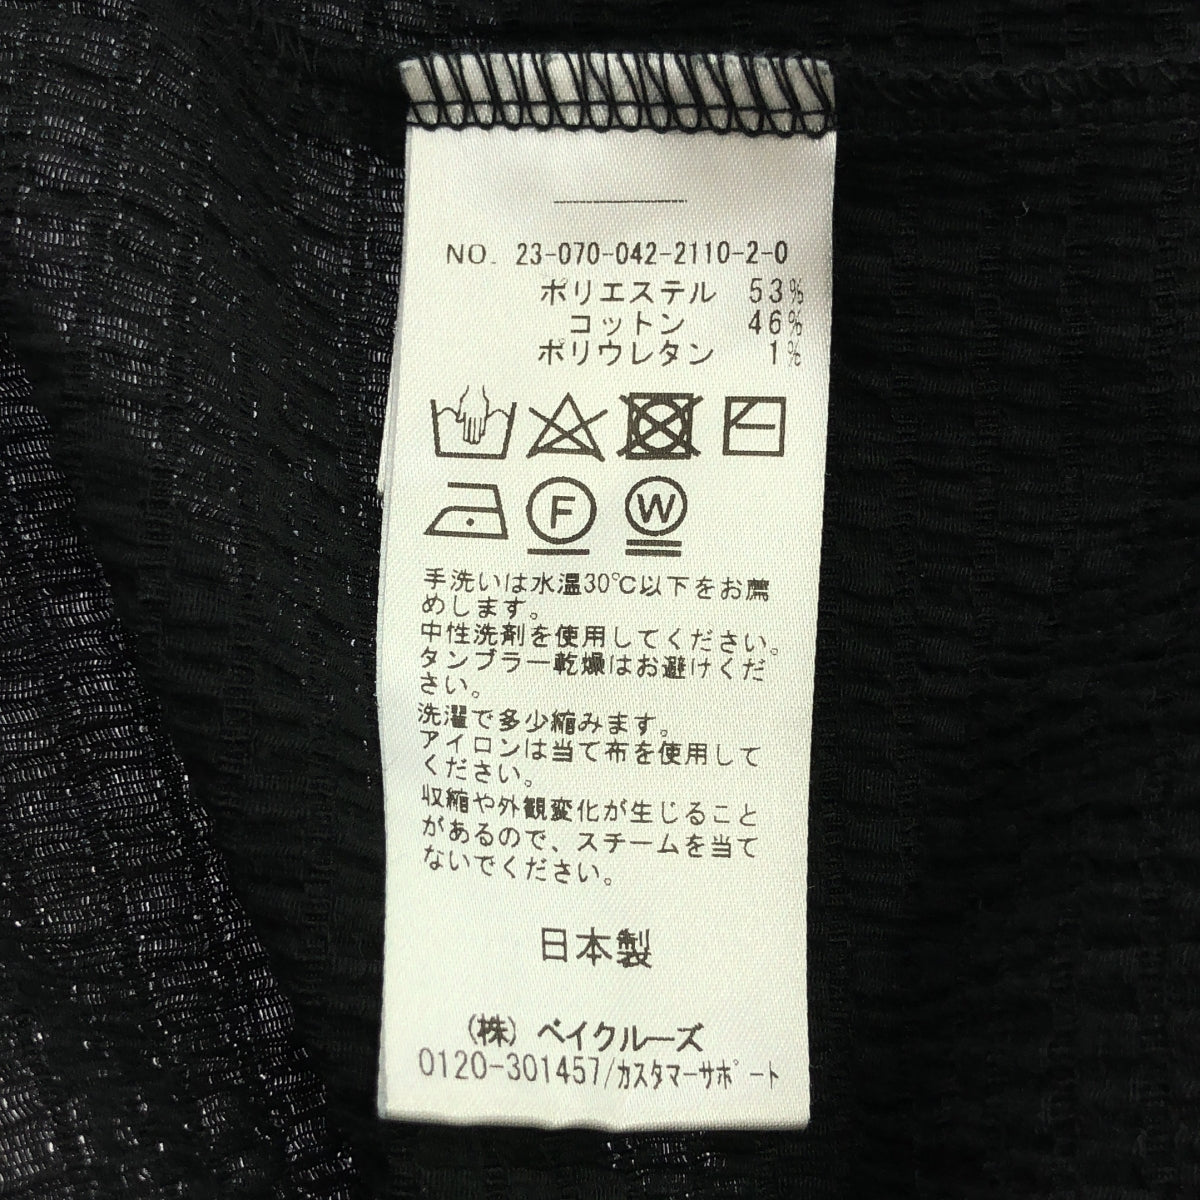 NO. 23-070-042-2110-2-0
ポリエステル 53%
コットン 46%
ポリウレタン 1%
F W
手洗いは水温30℃以下をお薦
めします。
中性洗剤を使用してください。
タンブラー乾燥はお避けくだ
さい。
洗濯で多少縮みます。
アイロンは当て布を使用して
ください。
収縮や外観変化が生じること
があるので、スチームを当て
ないでください。
日本製
(株) ベイクルーズ
0120-301457/カスタマーサポート